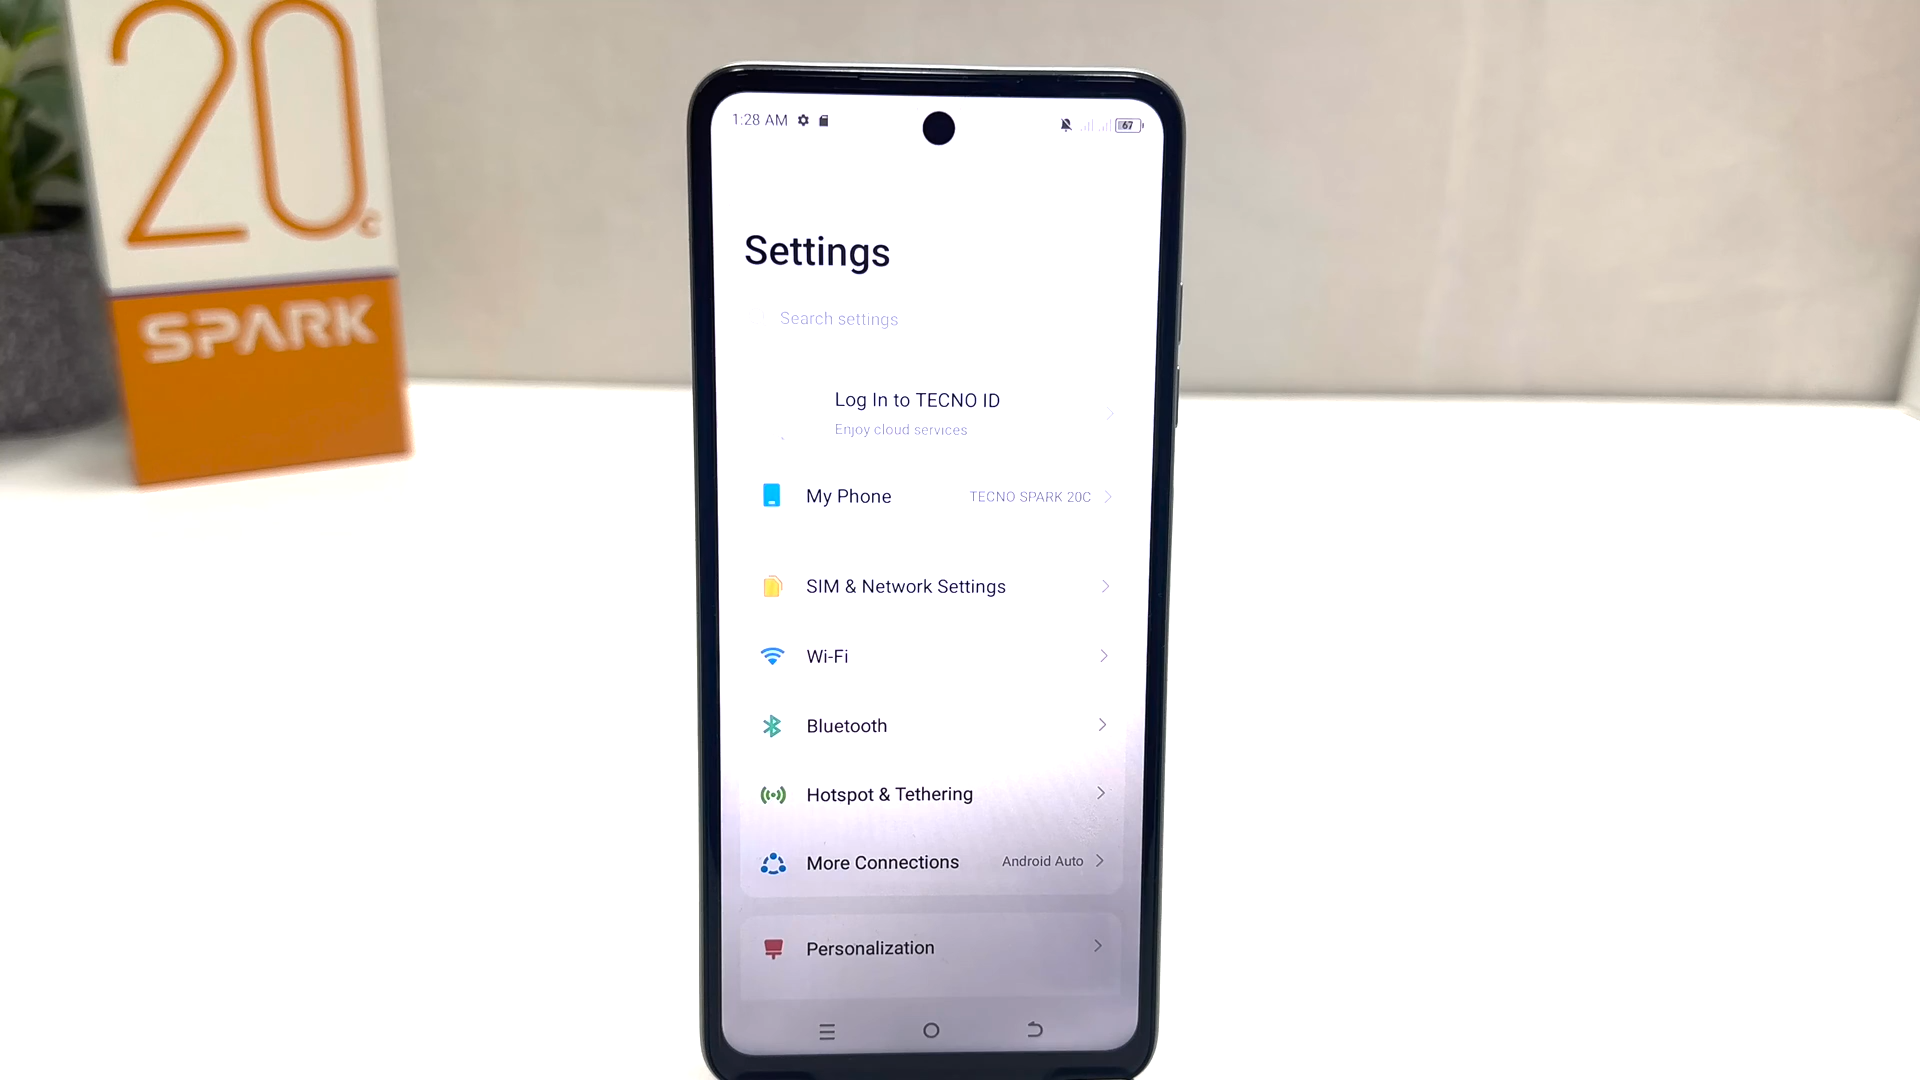 20c
SPARK
1:28 AM
67
Settings
Search settings
Log In to TECNO ID
Enjoy cloud services
My Phone TECNO SPARK 20C
SIM & Network Settings
Wi-Fi
Bluetooth
Hotspot & Tethering
More Connections Android Auto
Personalization